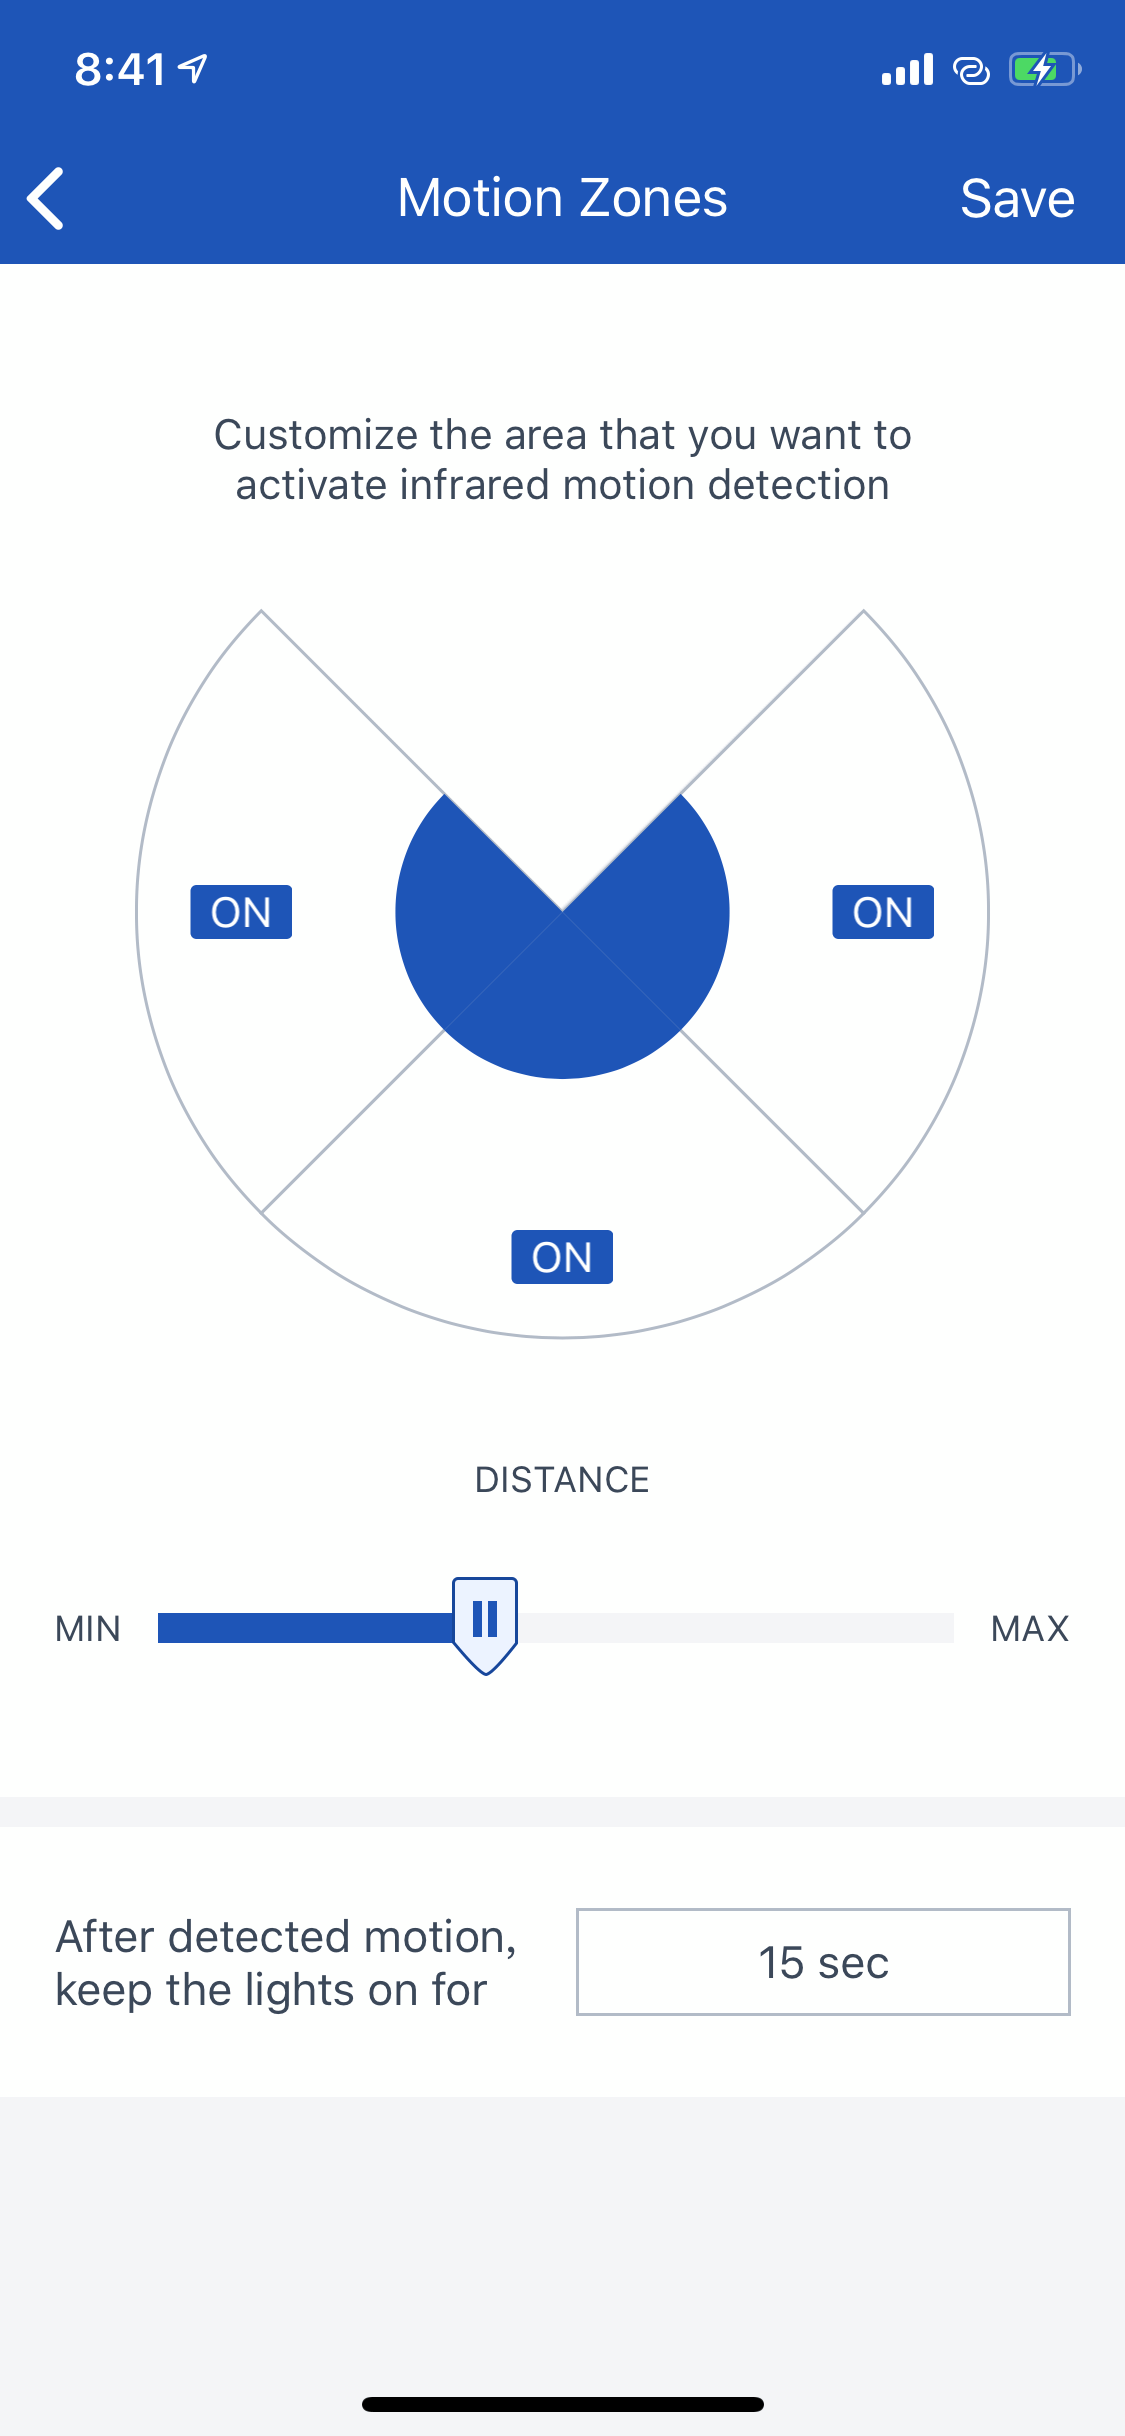 8:41
Motion Zones
Save
Customize the area that you want to
activate infrared motion detection
ON
ON
ON
DISTANCE
MIN
MAX
After detected motion,
keep the lights on for
15 sec